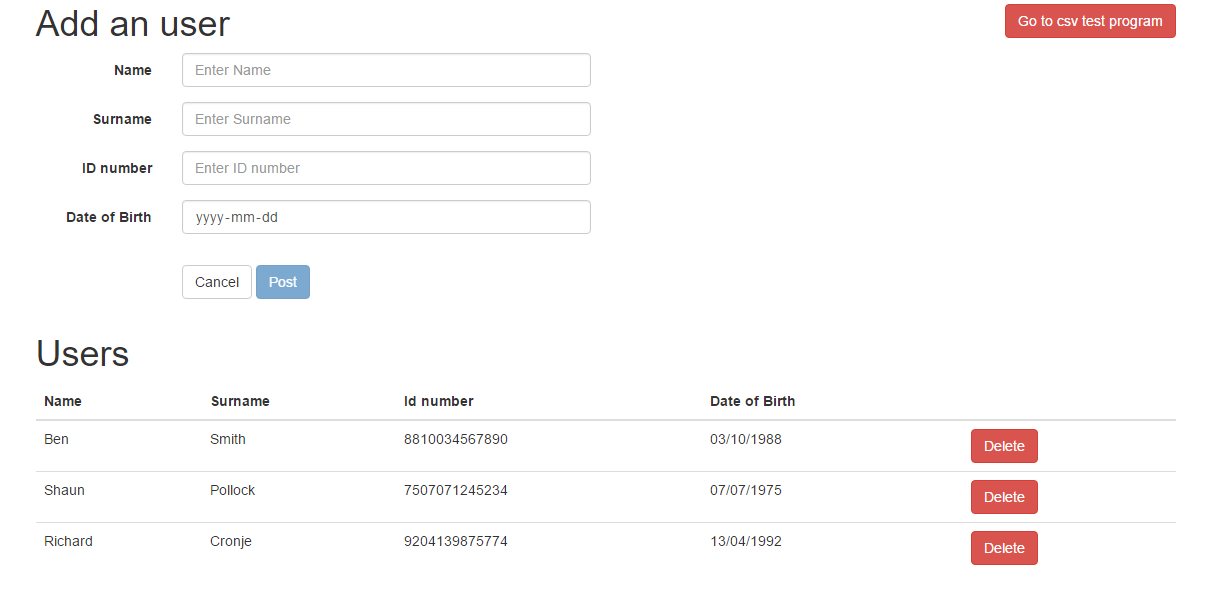 Add an user
Go to csv test program
Name Enter Name
Surname Enter Surname
ID number Enter ID number
Date of Birth yyyy-mm-dd
Cancel Post
Users
Name Surname Id number Date of Birth
Ben Smith 8810034567890 03/10/1988 Delete
Shaun Pollock 7507071245234 07/07/1975 Delete
Richard Cronje 9204139875774 13/04/1992 Delete